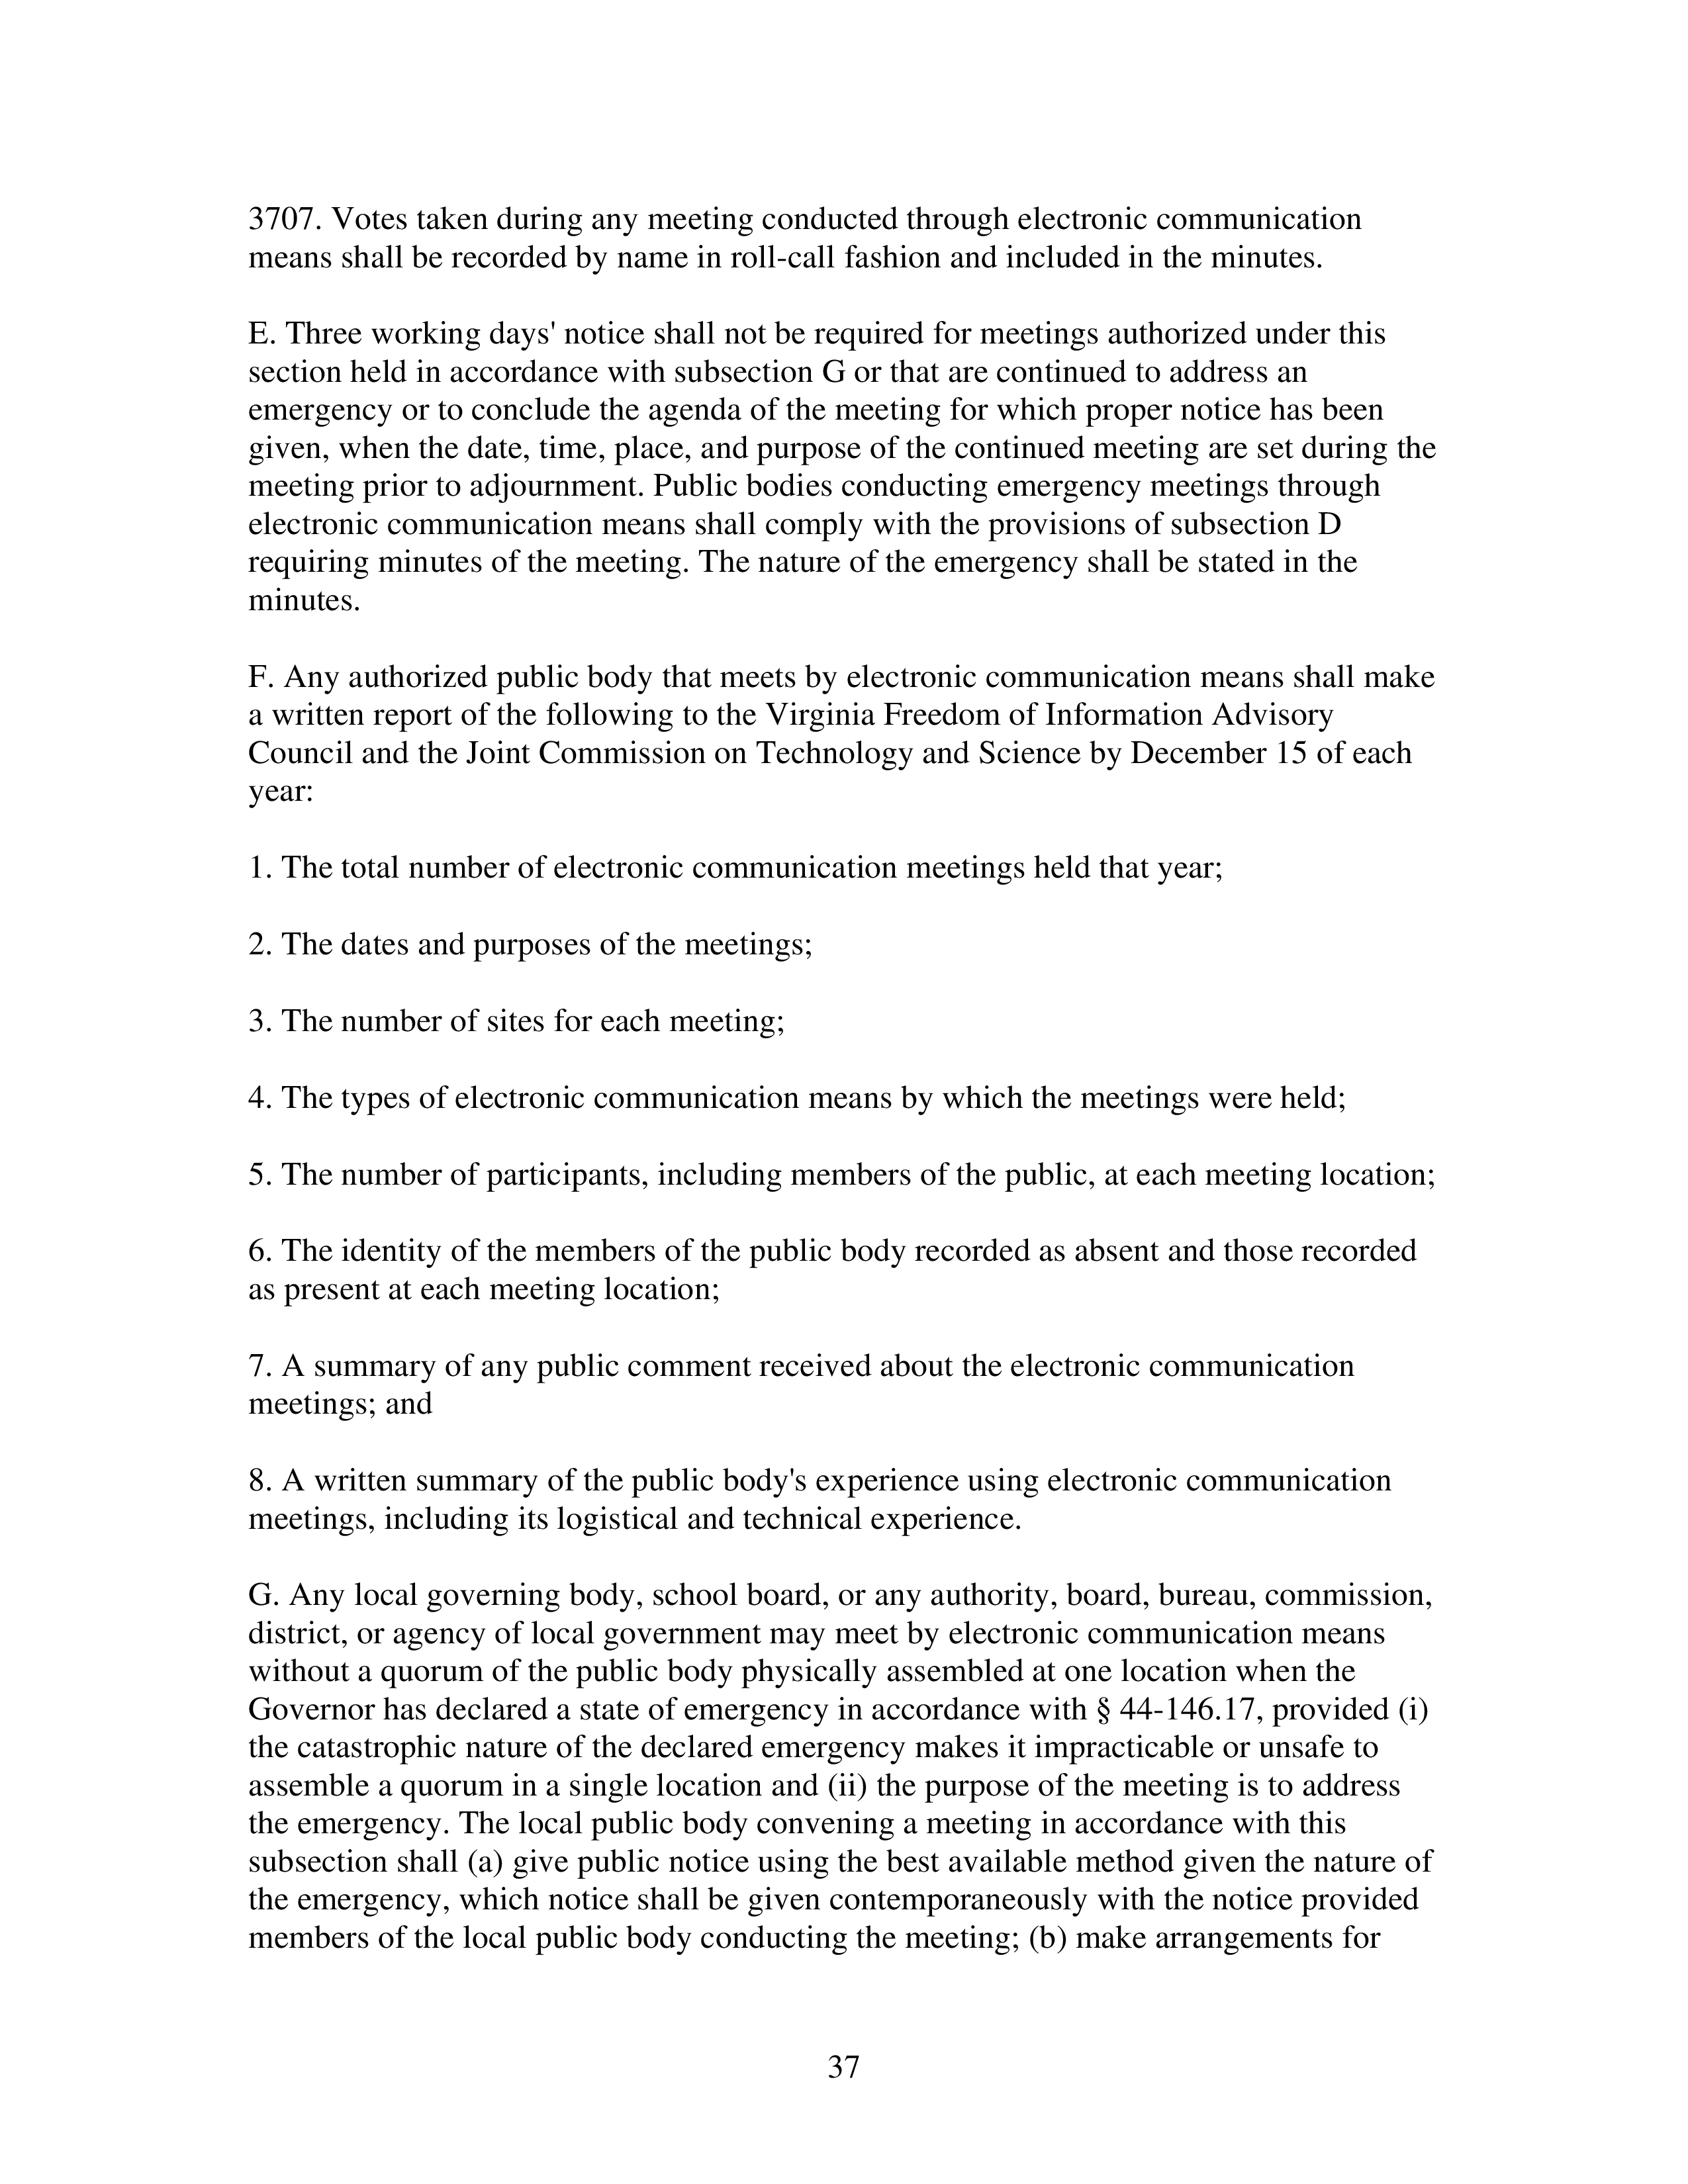 3707. Votes taken during any meeting conducted through electronic communication
means shall be recorded by name in roll-call fashion and included in the minutes.
E. Three working days' notice shall not be required for meetings authorized under this
section held in accordance with subsection G or that are continued to address an
emergency or to conclude the agenda of the meeting for which proper notice has been
given, when the date, time, place, and purpose of the continued meeting are set during the
meeting prior to adjournment. Public bodies conducting emergency meetings through
electronic communication means shall comply with the provisions of subsection D
requiring minutes of the meeting. The nature of the emergency shall be stated in the
minutes.
F. Any authorized public body that meets by electronic communication means shall make
a written report of the following to the Virginia Freedom of Information Advisory
Council and the Joint Commission on Technology and Science by December 15 of each
year:
1. The total number of electronic communication meetings held that year;
2. The dates and purposes of the meetings;
3. The number of sites for each meeting;
4. The types of electronic communication means by which the meetings were held;
5. The number of participants, including members of the public, at each meeting location;
6. The identity of the members of the public body recorded as absent and those recorded
as present at each meeting location;
7. A summary of any public comment received about the electronic communication
meetings; and
8. A written summary of the public body's experience using electronic communication
meetings, including its logistical and technical experience.
G. Any local governing body, school board, or any authority, board, bureau, commission,
district, or agency of local government may meet by electronic communication means
without a quorum of the public body physically assembled at one location when the
Governor has declared a state of emergency in accordance with § 44-146.17, provided (i)
the catastrophic nature of the declared emergency makes it impracticable or unsafe to
assemble a quorum in a single location and (ii) the purpose of the meeting is to address
the emergency. The local public body convening a meeting in accordance with this
subsection shall (a) give public notice using the best available method given the nature of
the emergency, which notice shall be given contemporaneously with the notice provided
members of the local public body conducting the meeting; (b) make arrangements for
37